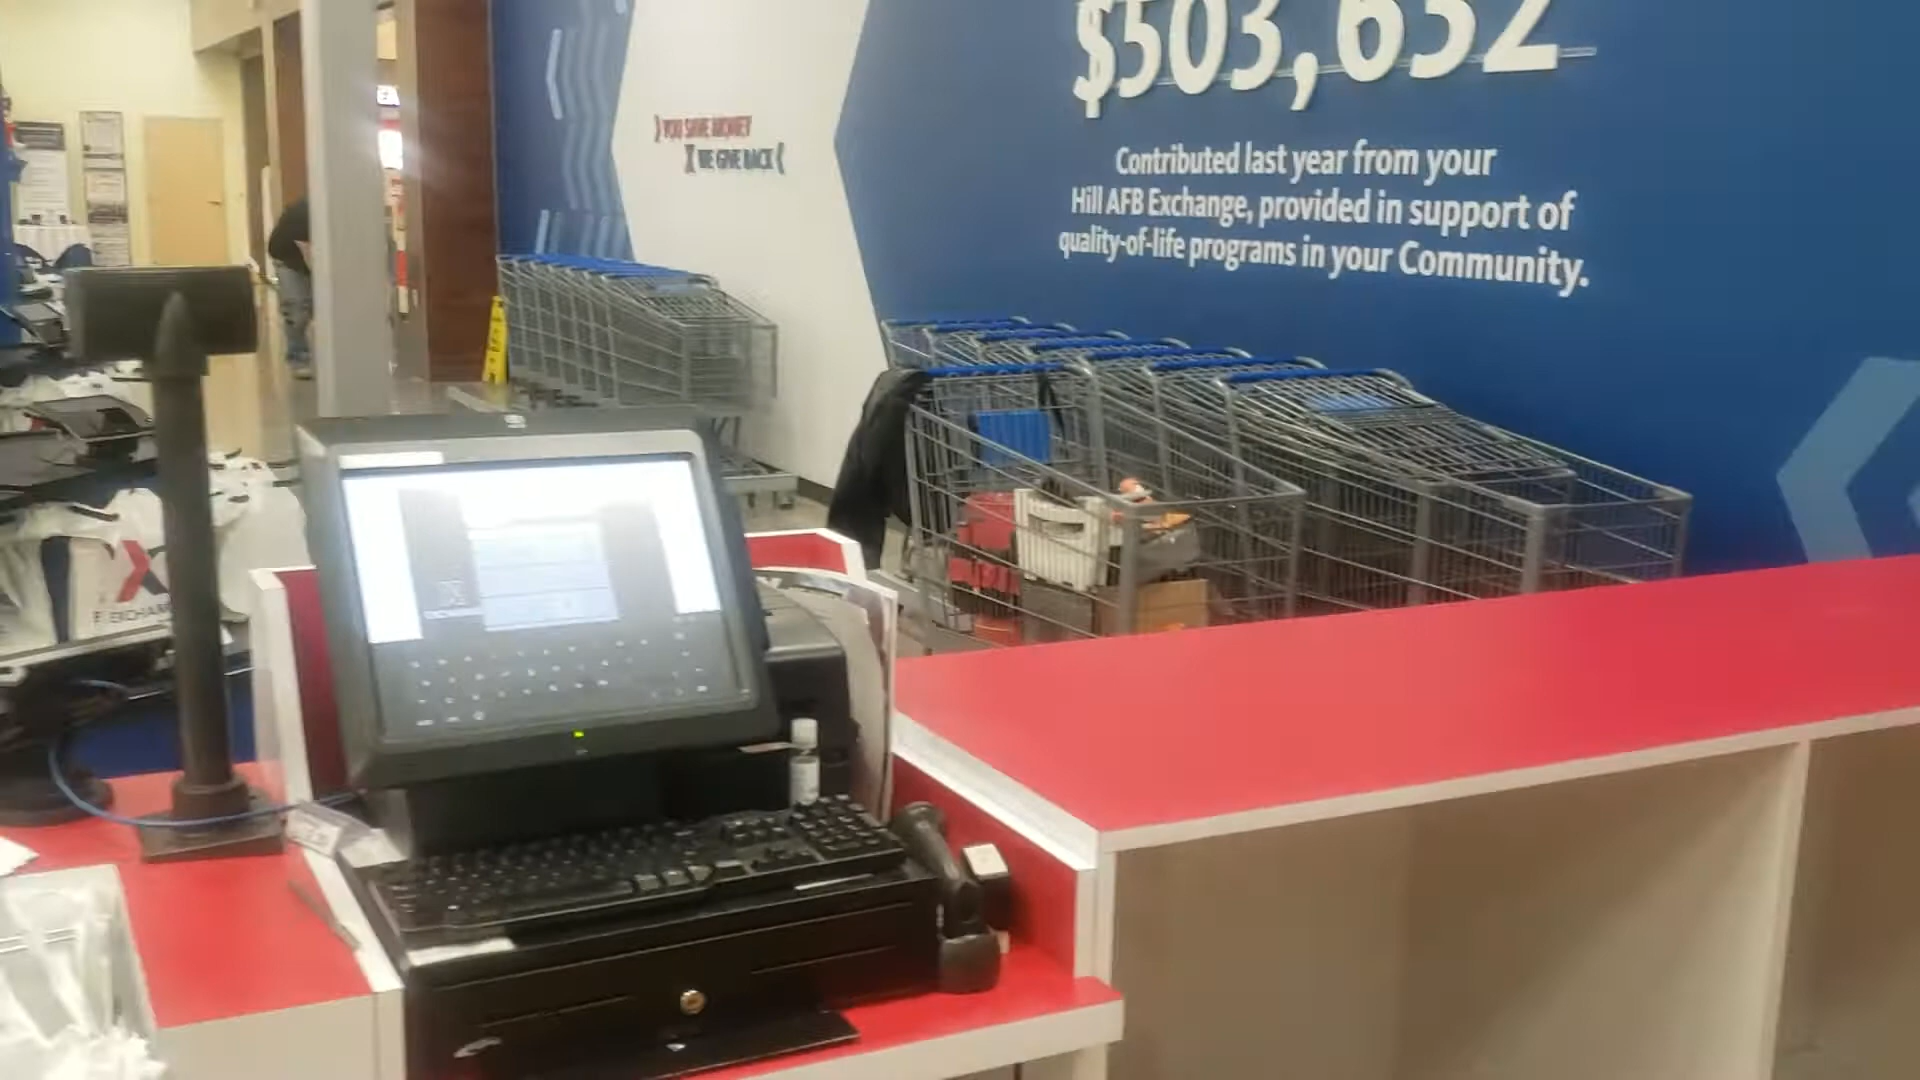 $503,632
YOU SAVE MONEY
WE GIVE BACK
Contributed last year from your
Hill AFB Exchange, provided in support of
quality-of-life programs in your Community.
X
EXCHAN